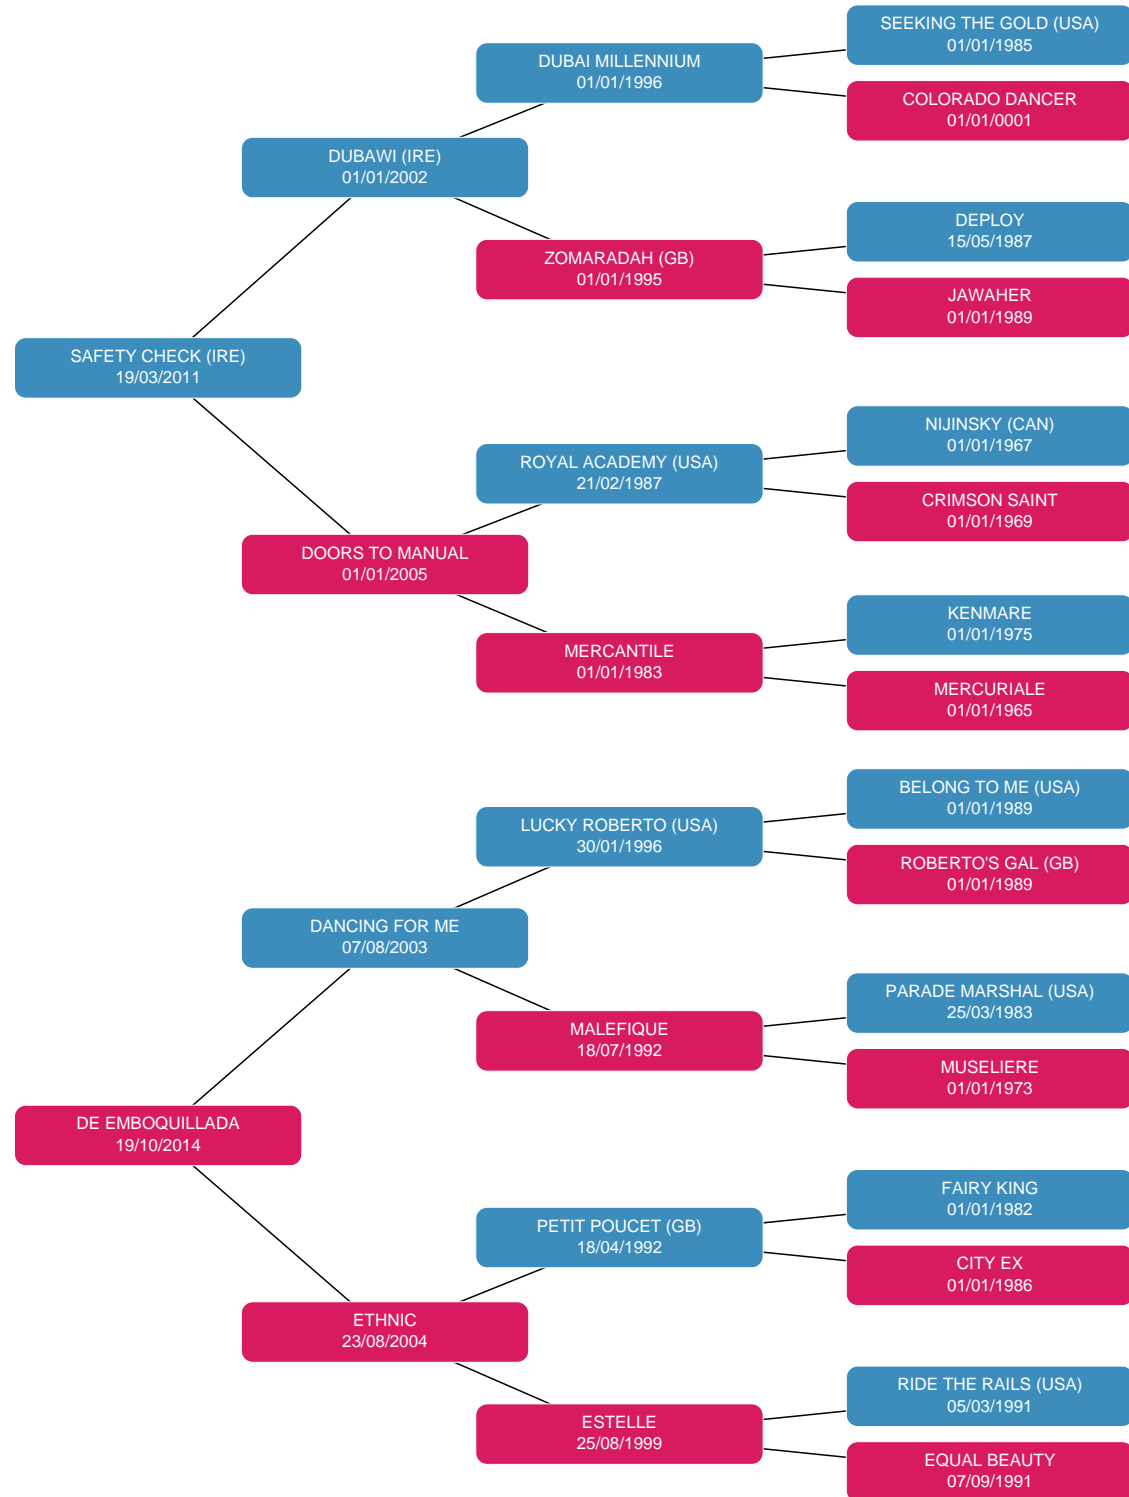 SEEKING THE GOLD (USA)
01/01/1985
DUBAI MILLENNIUM
01/01/1996
COLORADO DANCER
01/01/0001
DUBAWI (IRE)
01/01/2002
DEPLOY
15/05/1987
ZOMARADAH (GB)
01/01/1995
JAWAHER
01/01/1989
SAFETY CHECK (IRE)
19/03/2011
NIJINSKY (CAN)
01/01/1967
ROYAL ACADEMY (USA)
21/02/1987
CRIMSON SAINT
01/01/1969
DOORS TO MANUAL
01/01/2005
KENMARE
01/01/1975
MERCANTILE
01/01/1983
MERCURIALE
01/01/1965
BELONG TO ME (USA)
01/01/1989
LUCKY ROBERTO (USA)
30/01/1996
ROBERTO'S GAL (GB)
01/01/1989
DANCING FOR ME
07/08/2003
PARADE MARSHAL (USA)
25/03/1983
MALEFIQUE
18/07/1992
MUSELIERE
01/01/1973
DE EMBOQUILLADA
19/10/2014
FAIRY KING
01/01/1982
PETIT POUCET (GB)
18/04/1992
CITY EX
01/01/1986
ETHNIC
23/08/2004
RIDE THE RAILS (USA)
05/03/1991
ESTELLE
25/08/1999
EQUAL BEAUTY
07/09/1991